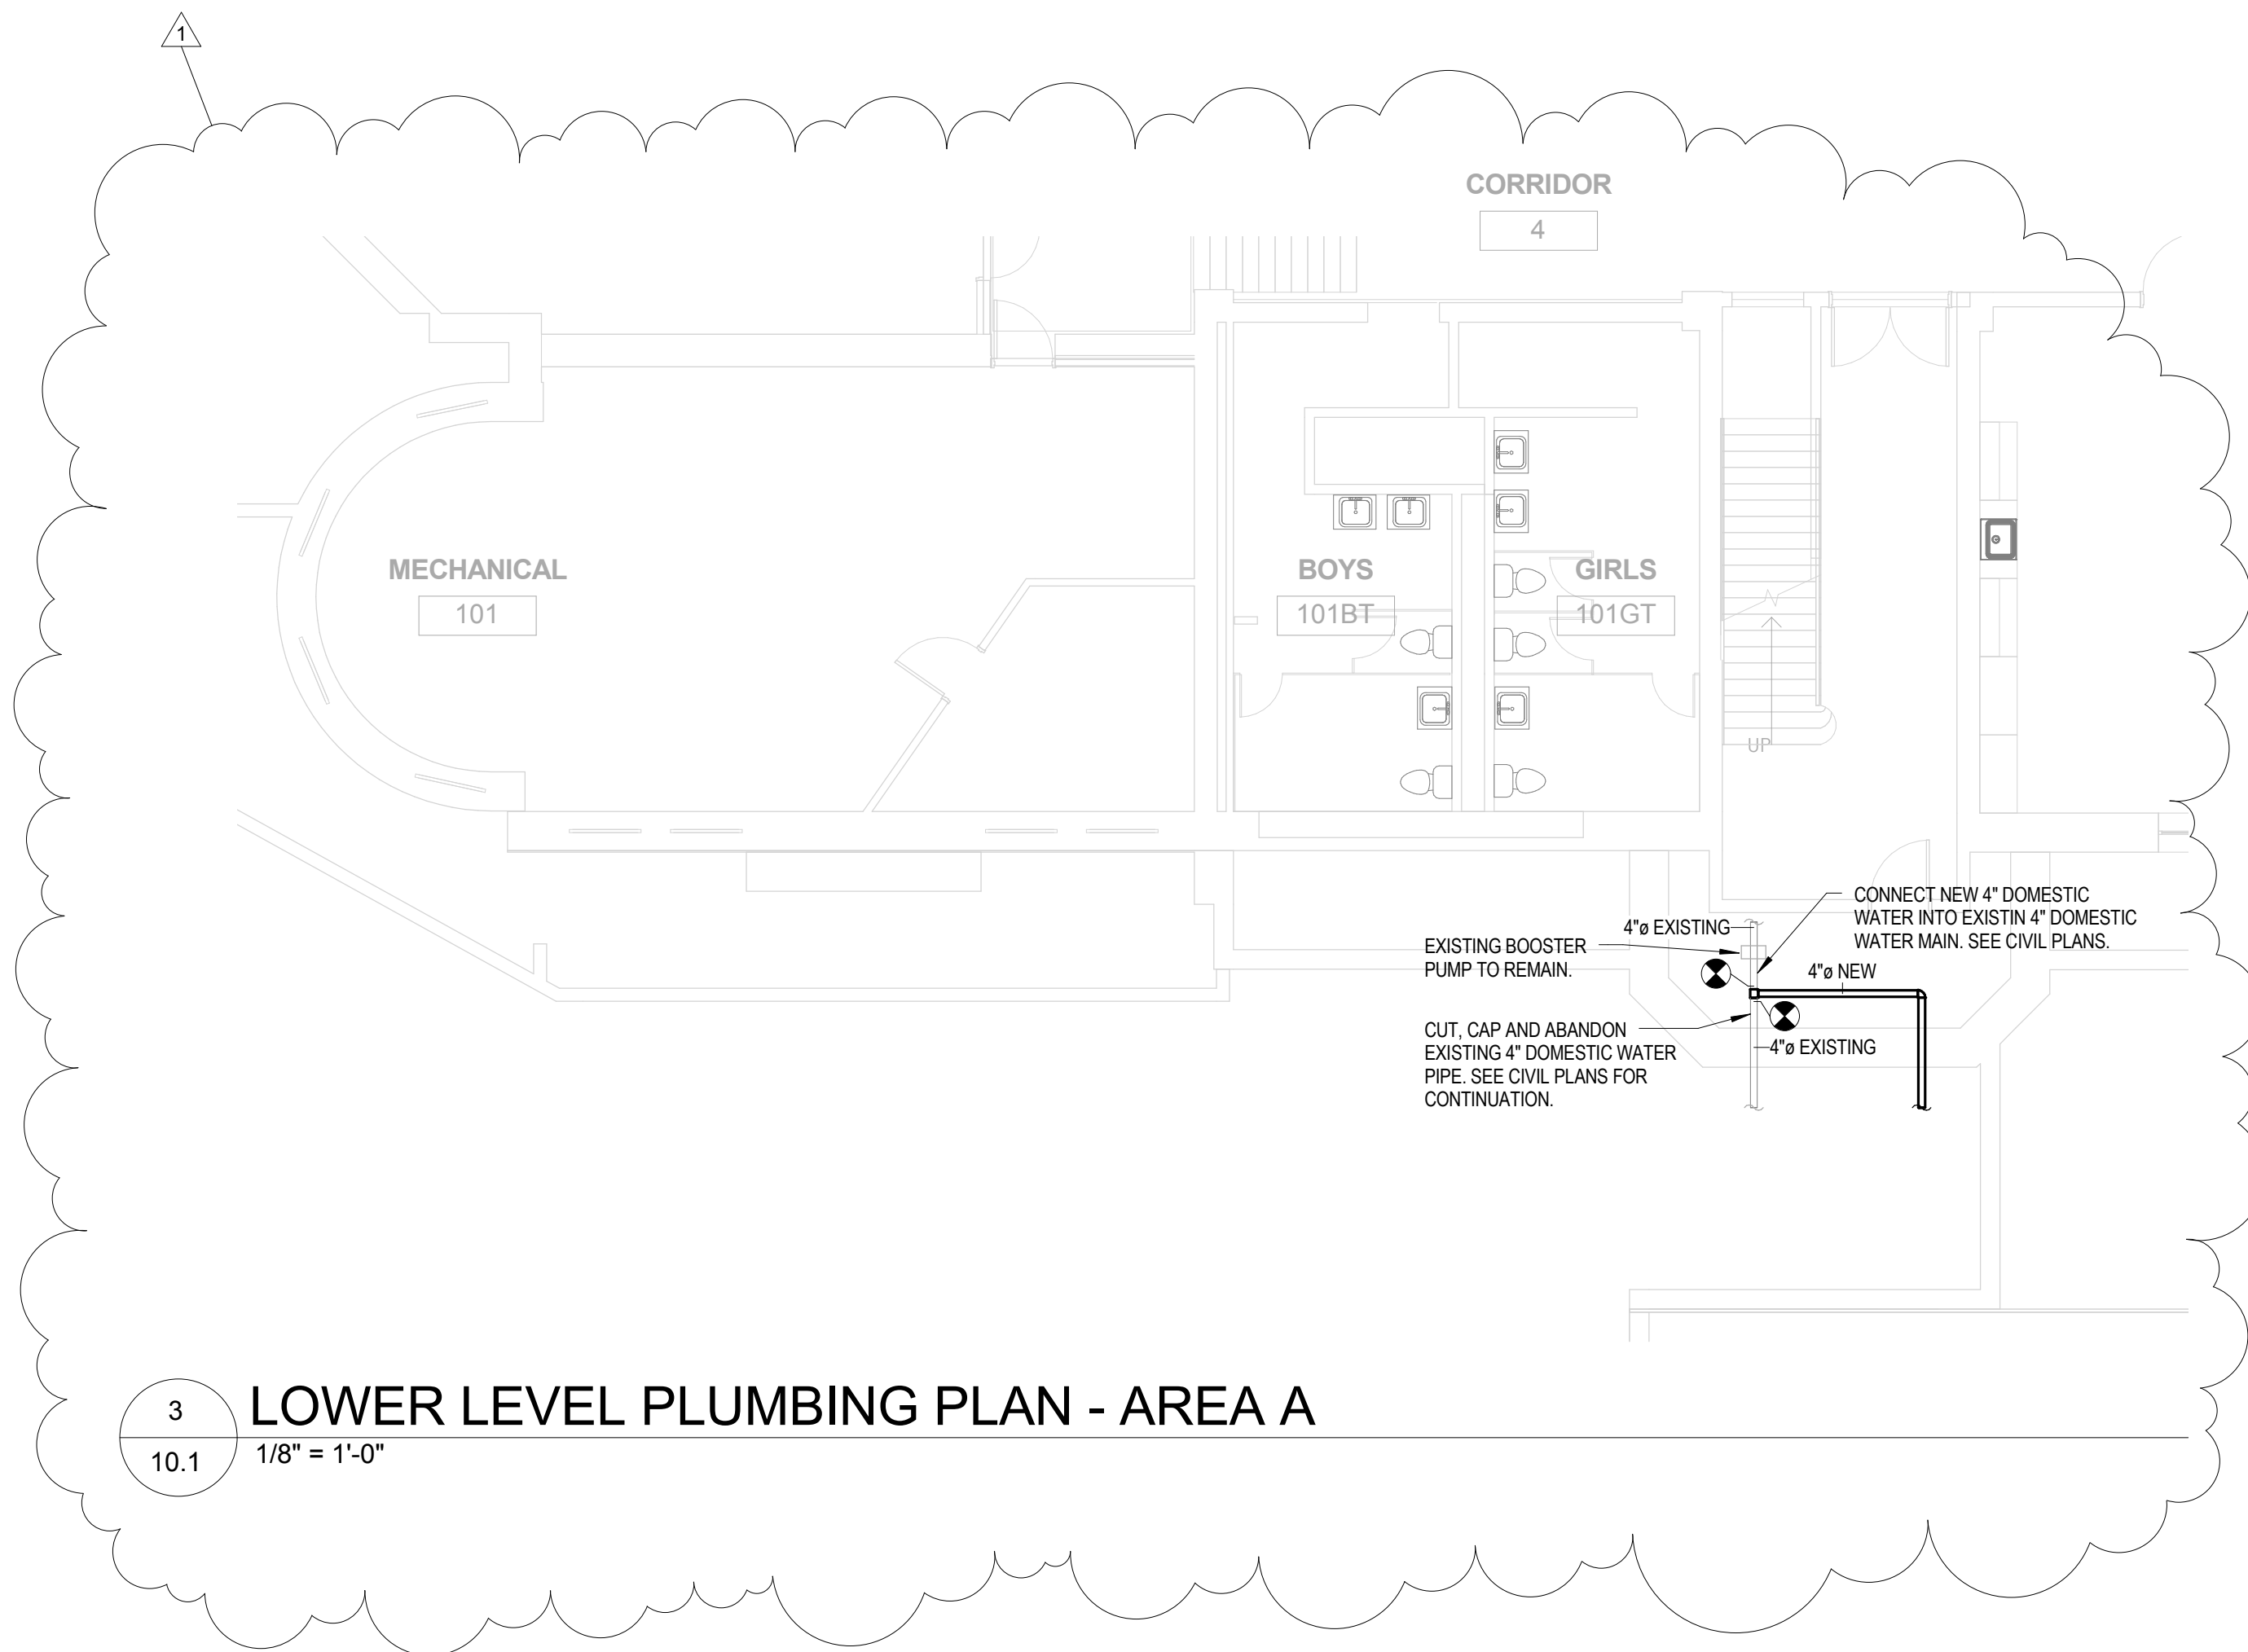 1
CORRIDOR
4
MECHANICAL
101
BOYS
101BT
GIRLS
101GT
UP
CONNECT NEW 4" DOMESTIC
WATER INTO EXISTIN 4" DOMESTIC
WATER MAIN. SEE CIVIL PLANS.
4"ø EXISTING
EXISTING BOOSTER
PUMP TO REMAIN.
4"ø NEW
CUT, CAP AND ABANDON
EXISTING 4" DOMESTIC WATER
PIPE. SEE CIVIL PLANS FOR
CONTINUATION.
4"ø EXISTING
3
10.1
LOWER LEVEL PLUMBING PLAN - AREA A
1/8" = 1'-0"